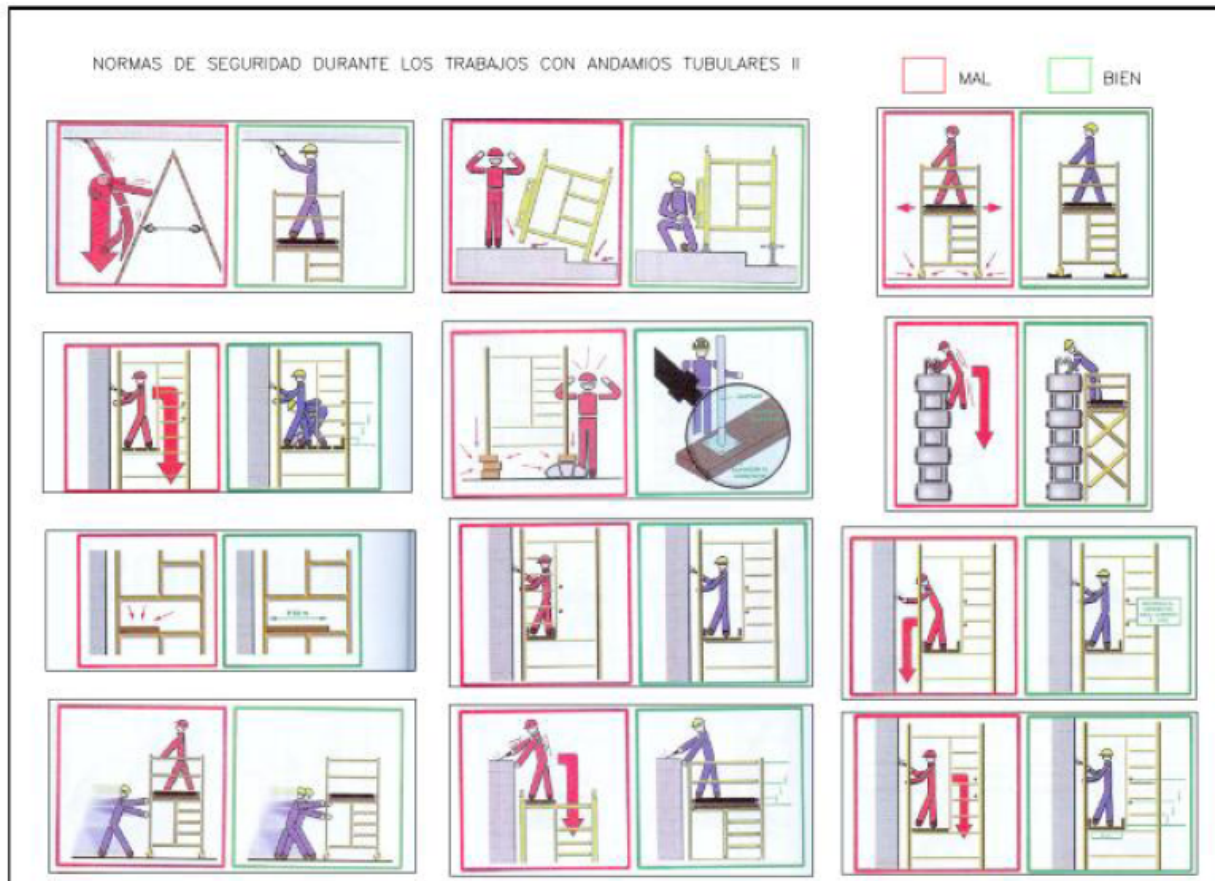 NORMAS DE SEGURIDAD DURANTE LOS TRABAJOS CON ANDAMIOS TUBULARES II
MAL
BIEN